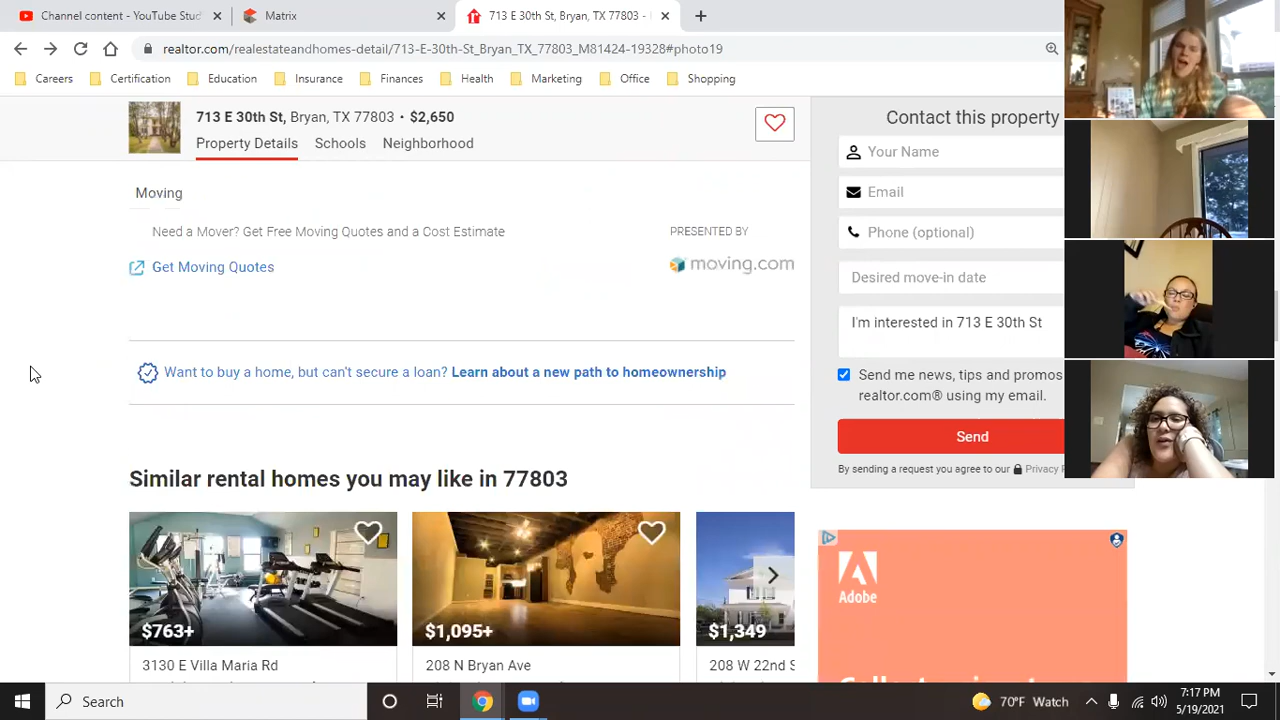 Channel content - YouTube Stud
Matrix
713 E 30th St, Bryan, TX 77803 -
realtor.com/realestateandhomes-detail/713-E-30th-St_Bryan_TX_77803_M81424-19328#photo19
Careers
Certification
Education
Insurance
Finances
Health
Marketing
Office
Shopping
713 E 30th St, Bryan, TX 77803 • $2,650
Property Details
Schools
Neighborhood
Moving
Need a Mover? Get Free Moving Quotes and a Cost Estimate
PRESENTED BY
Get Moving Quotes
moving.com
Want to buy a home, but can't secure a loan? Learn about a new path to homeownership
Similar rental homes you may like in 77803
$763+
3130 E Villa Maria Rd
$1,095+
208 N Bryan Ave
$1,349
208 W 22nd S
Contact this property
Your Name
Email
Phone (optional)
Desired move-in date
I'm interested in 713 E 30th St
Send me news, tips and promos
realtor.com® using my email.
Send
By sending a request you agree to our Privacy P
Adobe
Search
70°F Watch
7:17 PM
5/19/2021